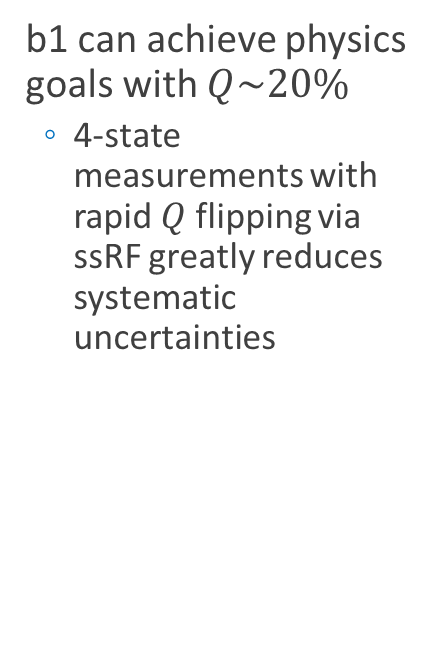 b1 can achieve physics
goals with Q~20%
◦ 4-state
measurements with
rapid Q flipping via
ssRF greatly reduces
systematic
uncertainties